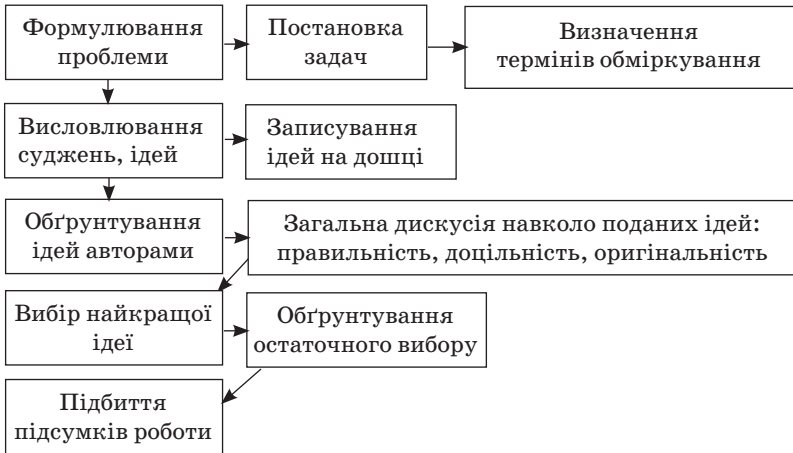 Формулювання
проблеми
Постановка
задач
Визначення
термінів обміркування
Висловлювання
суджень, ідей
Записування
ідей на дошці
Обґрунтування
ідей авторами
Загальна дискусія навколо поданих ідей:
правильність, доцільність, оригінальність
Вибір найкращої
ідеї
Обґрунтування
остаточного вибору
Підбиття
підсумків роботи